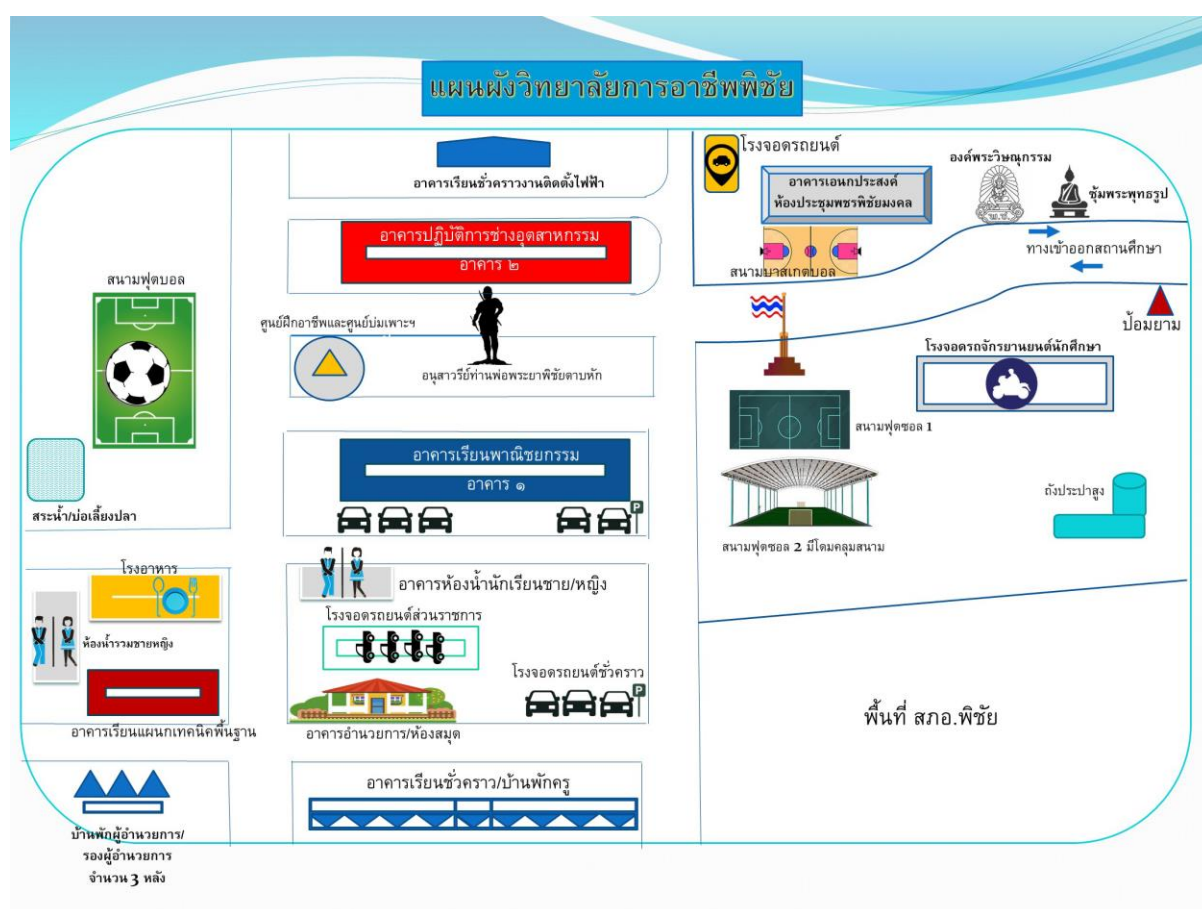 แผนผังวิทยาลัยการอาชีพพิชัย
อาคารเรียนชั่วคราวงานติดตั้งไฟฟ้า
โรงจอดรถยนต์
อาคารเอนกประสงค์
ห้องประชุมพชรพิชัยมงคล
องค์พระวิษณุกรรม
พ.ช.
ซุ้มพระพุทธรูป
ทางเข้าออกสถานศึกษา
สนามบาสเกตบอล
ป้อมยาม
อาคารปฏิบัติการช่างอุตสาหกรรม
อาคาร ๒
สนามฟุตบอล
ศูนย์ฝึกอาชีพและศูนย์บ่มเพาะฯ
อนุสาวรีย์ท่านพ่อพระยาพิชัยดาบหัก
โรงจอดรถจักรยานยนต์นักศึกษา
สนามฟุตซอล 1
อาคารเรียนพาณิชยกรรม
อาคาร ๑
P
สระน้ำ/บ่อเลี้ยงปลา
ถังประปาสูง
สนามฟุตซอล 2 มีโดมคลุมสนาม
โรงอาหาร
ห้องน้ำรวมชายหญิง
อาคารเรียนแผนกเทคนิคพื้นฐาน
อาคารห้องน้ำนักเรียนชาย/หญิง
โรงจอดรถยนต์ส่วนราชการ
โรงจอดรถยนต์ชั่วคราว
P
อาคารอำนวยการ/ห้องสมุด
พื้นที่ สภอ.พิชัย
อาคารเรียนชั่วคราว/บ้านพักครู
บ้านพักผู้อำนวยการ/
รองผู้อำนวยการ
จำนวน 3 หลัง